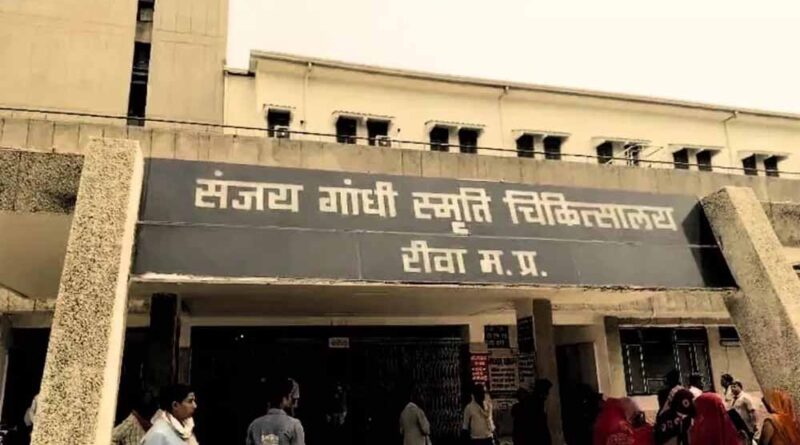 संजय गांधी स्मृति चिकित्सालय
रीवा म.प्र.